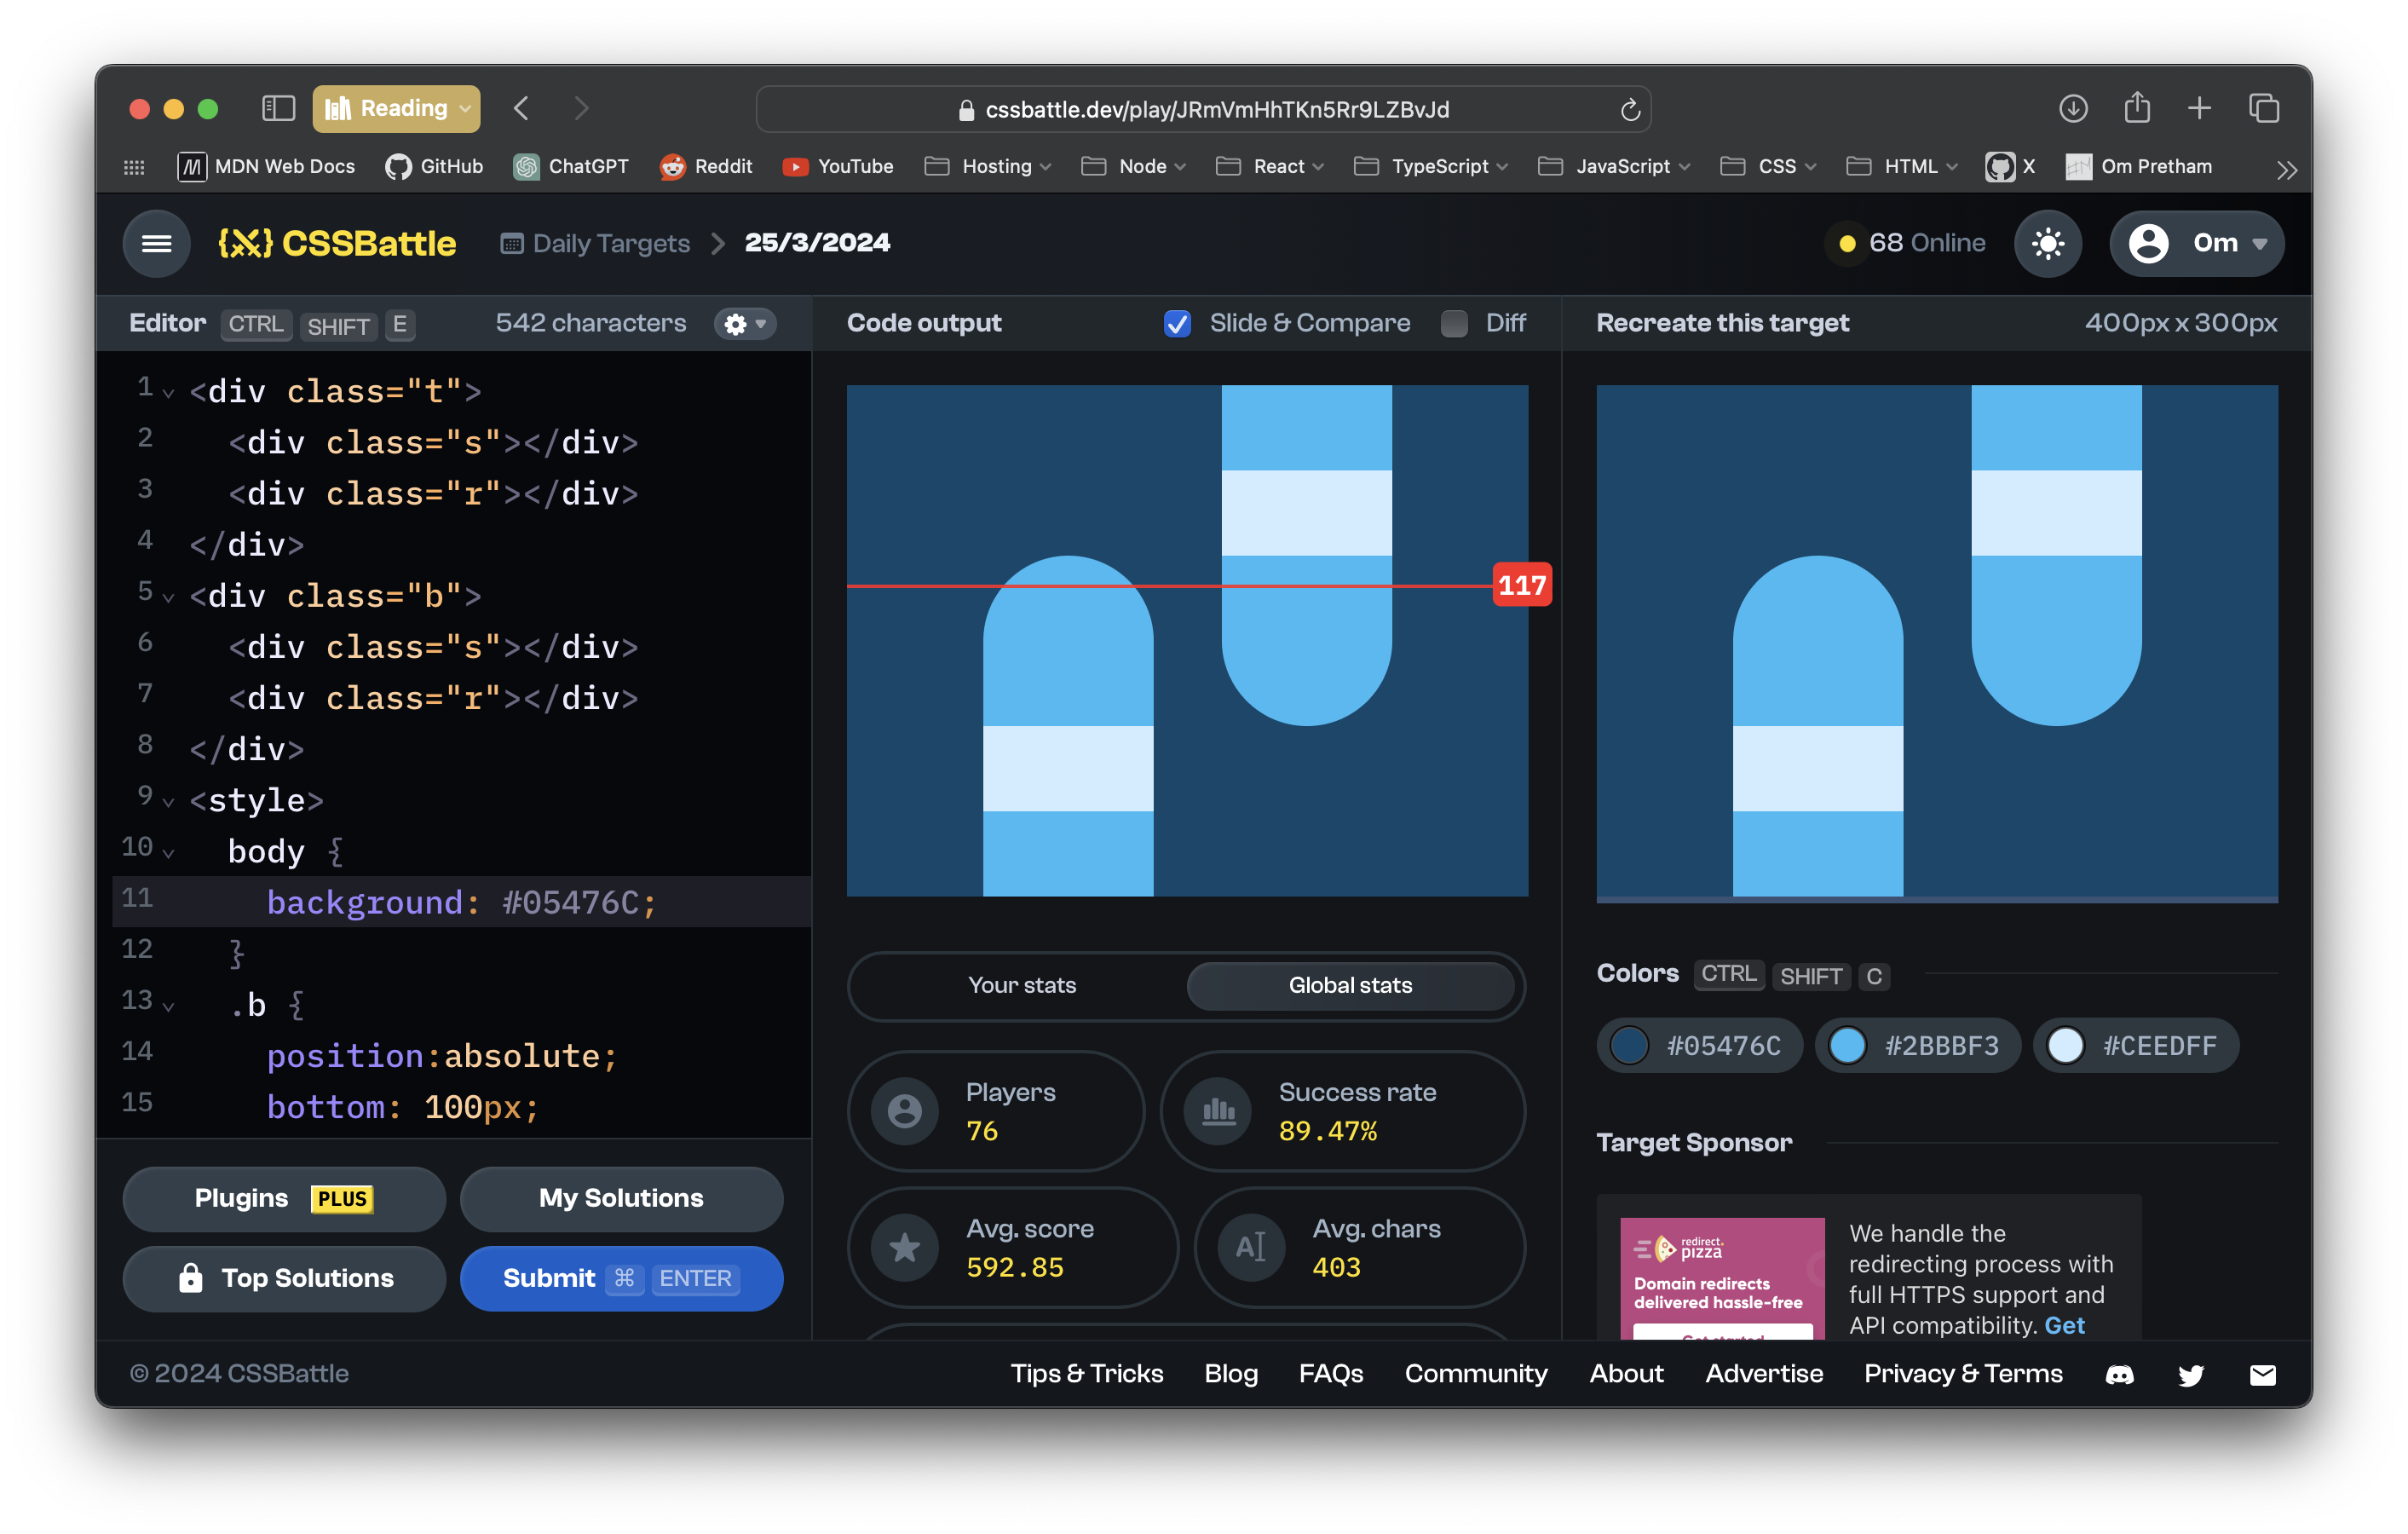 Reading
cssbattle.dev/play/JRmVmHhTKn5Rr9LZBvJd
MDN Web Docs GitHub ChatGPT Reddit YouTube Hosting Node React TypeScript JavaScript CSS HTML X Om Pretham
{⚔} CSSBattle Daily Targets > 25/3/2024 68 Online Om
Editor CTRL SHIFT E 542 characters
1 <div class="t">
2 <div class="s"></div>
3 <div class="r"></div>
4 </div>
5 <div class="b">
6 <div class="s"></div>
7 <div class="r"></div>
8 </div>
9 <style>
10 body {
11 background: #05476C;
12 }
13 .b {
14 position:absolute;
15 bottom: 100px;
Plugins PLUS
My Solutions
Top Solutions
Submit ⌘ ENTER
Code output Slide & Compare Diff
117
Your stats Global stats
Players
76
Success rate
89.47%
Avg. score
592.85
Avg. chars
403
Recreate this target 400px x 300px
Colors CTRL SHIFT C
#05476C #2BBBF3 #CEEDFF
Target Sponsor
redirect.
pizza
Domain redirects
delivered hassle-free
We handle the
redirecting process with
full HTTPS support and
API compatibility. Get
© 2024 CSSBattle
Tips & Tricks Blog FAQs Community About Advertise Privacy & Terms